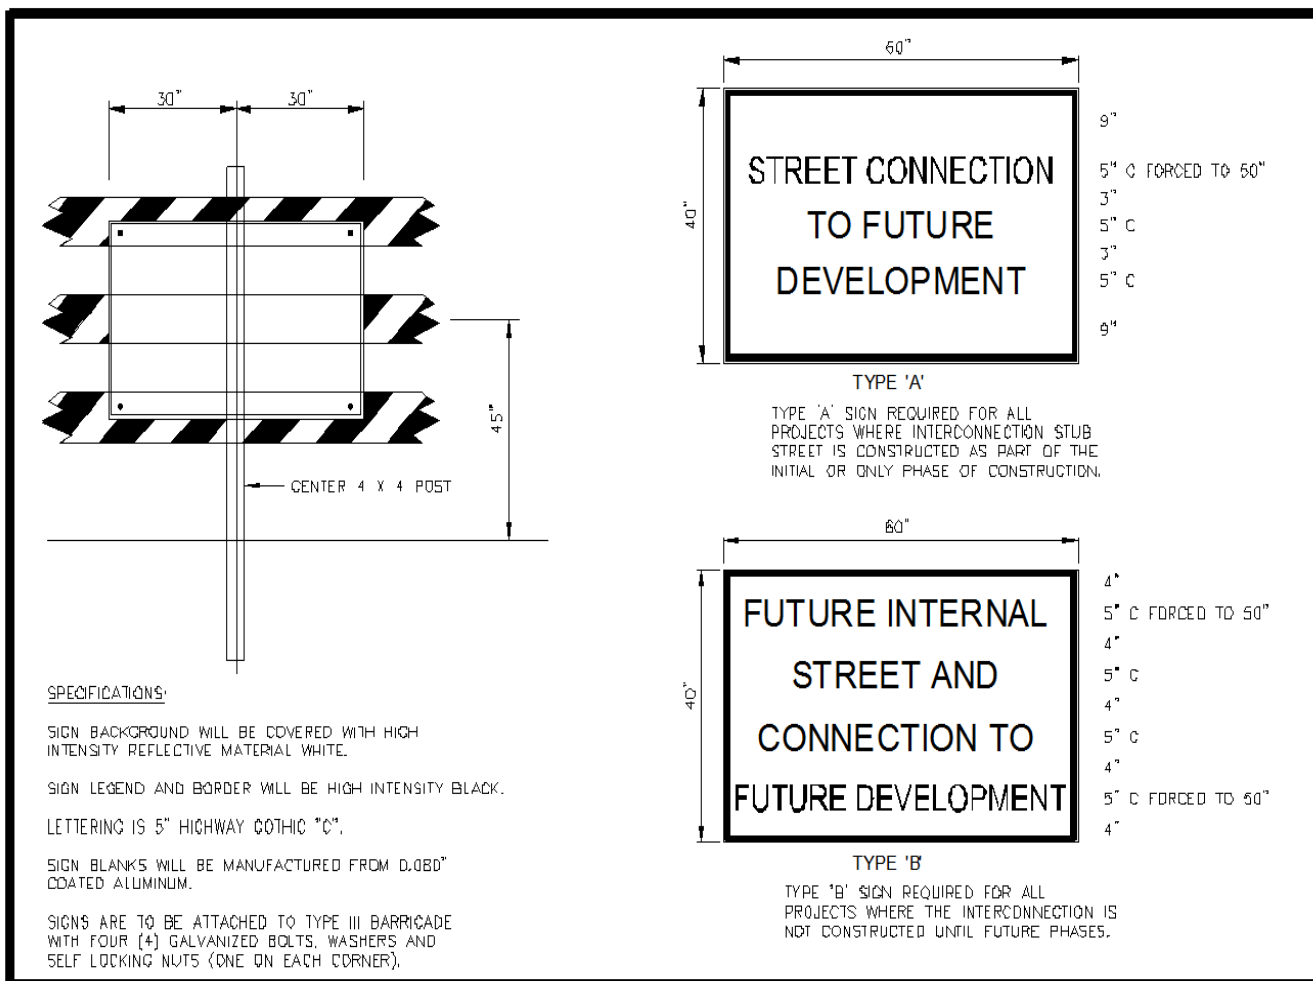 30" 30"
CENTER 4 X 4 POST
45"
SPECIFICATIONS:
SIGN BACKGROUND WILL BE COVERED WITH HIGH
INTENSITY REFLECTIVE MATERIAL WHITE.
SIGN LEGEND AND BORDER WILL BE HIGH INTENSITY BLACK.
LETTERING IS 5" HIGHWAY GOTHIC "C".
SIGN BLANKS WILL BE MANUFACTURED FROM 0.080"
COATED ALUMINUM.
SIGNS ARE TO BE ATTACHED TO TYPE III BARRICADE
WITH FOUR (4) GALVANIZED BOLTS, WASHERS AND
SELF LOCKING NUTS (ONE ON EACH CORNER).
60"
40"
STREET CONNECTION
TO FUTURE
DEVELOPMENT
9"
5" C FORCED TO 50"
3"
5" C
3"
5" C
9"
TYPE 'A'
TYPE 'A' SIGN REQUIRED FOR ALL
PROJECTS WHERE INTERCONNECTION STUB
STREET IS CONSTRUCTED AS PART OF THE
INITIAL OR ONLY PHASE OF CONSTRUCTION.
60"
40"
FUTURE INTERNAL
STREET AND
CONNECTION TO
FUTURE DEVELOPMENT
4"
5" C FORCED TO 50"
4"
5" C
4"
5" C
4"
5" C FORCED TO 50"
4"
TYPE 'B'
TYPE 'B' SIGN REQUIRED FOR ALL
PROJECTS WHERE THE INTERCONNECTION IS
NOT CONSTRUCTED UNTIL FUTURE PHASES.